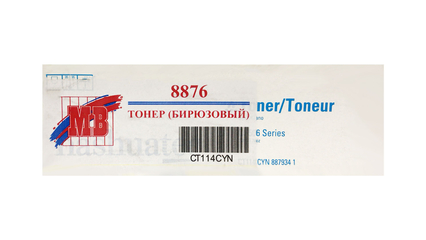 8876
MB
ТОНЕР (БИРЮЗОВЫЙ)
ner/Toneur
6 Series
CT114CYN
CYN 887934 1